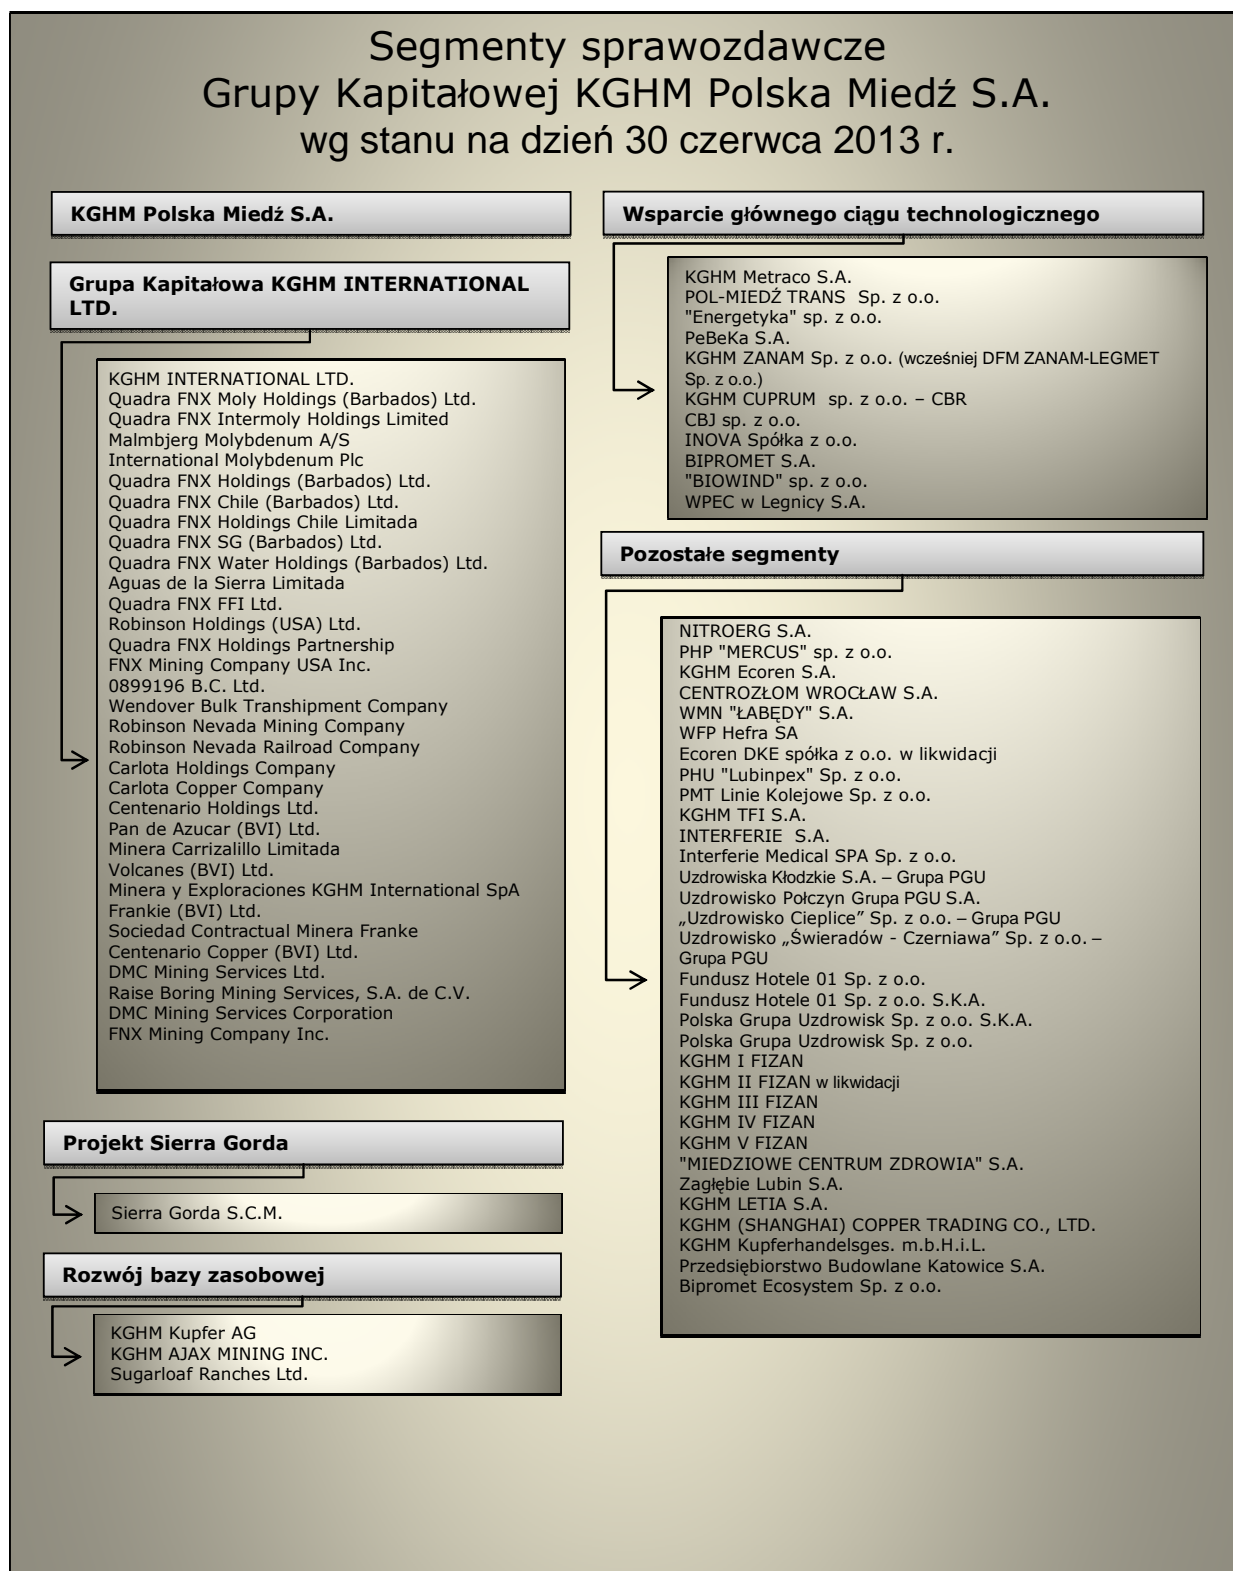 Segmenty sprawozdawcze
Grupy Kapitałowej KGHM Polska Miedź S.A.
wg stanu na dzień 30 czerwca 2013 r.
KGHM Polska Miedź S.A.
Grupa Kapitałowa KGHM INTERNATIONAL
LTD.
KGHM INTERNATIONAL LTD.
Quadra FNX Moly Holdings (Barbados) Ltd.
Quadra FNX Intermoly Holdings Limited
Malmbjerg Molybdenum A/S
International Molybdenum Plc
Quadra FNX Holdings (Barbados) Ltd.
Quadra FNX Chile (Barbados) Ltd.
Quadra FNX Holdings Chile Limitada
Quadra FNX SG (Barbados) Ltd.
Quadra FNX Water Holdings (Barbados) Ltd.
Aguas de la Sierra Limitada
Quadra FNX FFI Ltd.
Robinson Holdings (USA) Ltd.
Quadra FNX Holdings Partnership
FNX Mining Company USA Inc.
0899196 B.C. Ltd.
Wendover Bulk Transhipment Company
Robinson Nevada Mining Company
Robinson Nevada Railroad Company
Carlota Holdings Company
Carlota Copper Company
Centenario Holdings Ltd.
Pan de Azucar (BVI) Ltd.
Minera Carrizalillo Limitada
Volcanes (BVI) Ltd.
Minera y Exploraciones KGHM International SpA
Frankie (BVI) Ltd.
Sociedad Contractual Minera Franke
Centenario Copper (BVI) Ltd.
DMC Mining Services Ltd.
Raise Boring Mining Services, S.A. de C.V.
DMC Mining Services Corporation
FNX Mining Company Inc.
Projekt Sierra Gorda
Sierra Gorda S.C.M.
Rozwój bazy zasobowej
KGHM Kupfer AG
KGHM AJAX MINING INC.
Sugarloaf Ranches Ltd.
Wsparcie głównego ciągu technologicznego
KGHM Metraco S.A.
POL-MIEDŹ TRANS Sp. z o.o.
"Energetyka" sp. z o.o.
PeBeKa S.A.
KGHM ZANAM Sp. z o.o. (wcześniej DFM ZANAM-LEGMET
Sp. z o.o.)
KGHM CUPRUM sp. z o.o. – CBR
CBJ sp. z o.o.
INOVA Spółka z o.o.
BIPROMET S.A.
"BIOWIND" sp. z o.o.
WPEC w Legnicy S.A.
Pozostałe segmenty
NITROERG S.A.
PHP "MERCUS" sp. z o.o.
KGHM Ecoren S.A.
CENTROZŁOM WROCŁAW S.A.
WMN "ŁABĘDY" S.A.
WFP Hefra SA
Ecoren DKE spółka z o.o. w likwidacji
PHU "Lubinpex" Sp. z o.o.
PMT Linie Kolejowe Sp. z o.o.
KGHM TFI S.A.
INTERFERIE S.A.
Interferie Medical SPA Sp. z o.o.
Uzdrowiska Kłodzkie S.A. – Grupa PGU
Uzdrowisko Połczyn Grupa PGU S.A.
„Uzdrowisko Cieplice” Sp. z o.o. – Grupa PGU
Uzdrowisko „Świeradów - Czerniawa” Sp. z o.o. –
Grupa PGU
Fundusz Hotele 01 Sp. z o.o.
Fundusz Hotele 01 Sp. z o.o. S.K.A.
Polska Grupa Uzdrowisk Sp. z o.o. S.K.A.
Polska Grupa Uzdrowisk Sp. z o.o.
KGHM I FIZAN
KGHM II FIZAN w likwidacji
KGHM III FIZAN
KGHM IV FIZAN
KGHM V FIZAN
"MIEDZIOWE CENTRUM ZDROWIA" S.A.
Zagłębie Lubin S.A.
KGHM LETIA S.A.
KGHM (SHANGHAI) COPPER TRADING CO., LTD.
KGHM Kupferhandelsges. m.b.H.i.L.
Przedsiębiorstwo Budowlane Katowice S.A.
Bipromet Ecosystem Sp. z o.o.